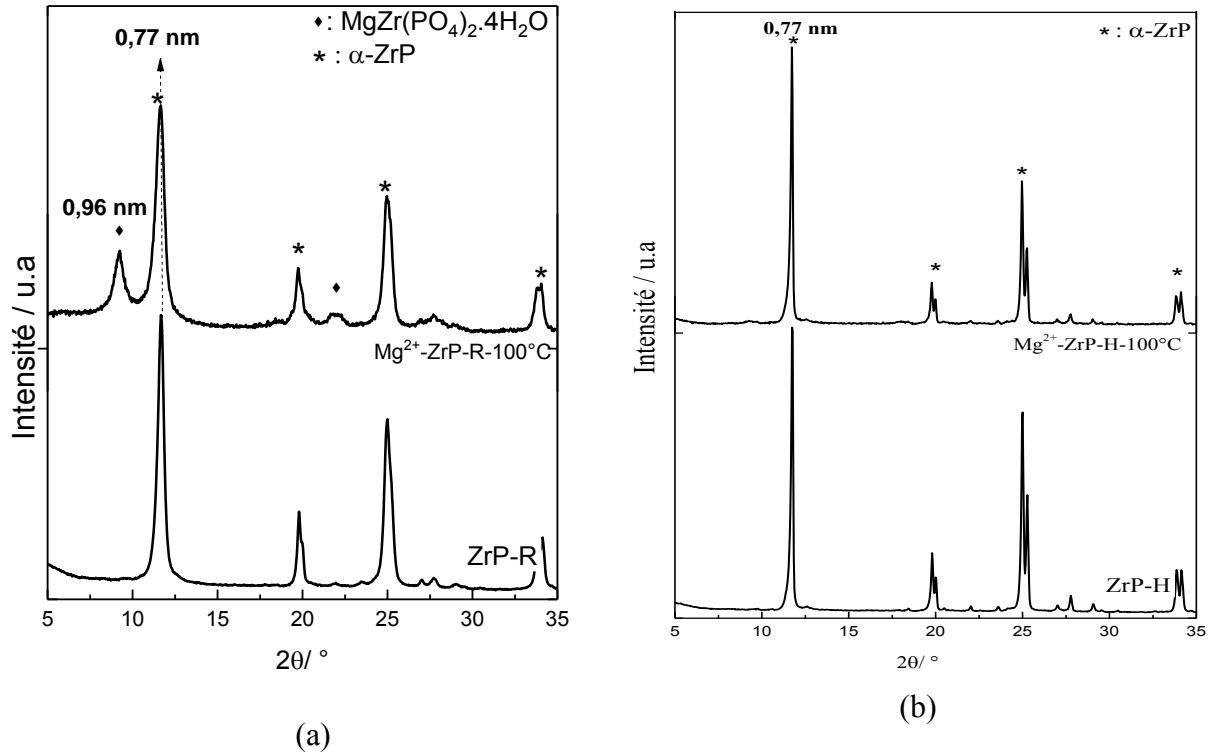 ♦: MgZr(PO₄)₂.4H₂O
* : α-ZrP
0,77 nm
*
0,96 nm
♦
*
*
♦
*
Mg²⁺-ZrP-R-100°C
ZrP-R
Intensité / u.a
5 10 15 20 25 30 35
2θ/ °
(a)
0,77 nm
* : α-ZrP
*
*
*
*
Mg²⁺-ZrP-H-100°C
ZrP-H
Intensité / u.a
5 10 15 20 25 30 35
2θ/ °
(b)